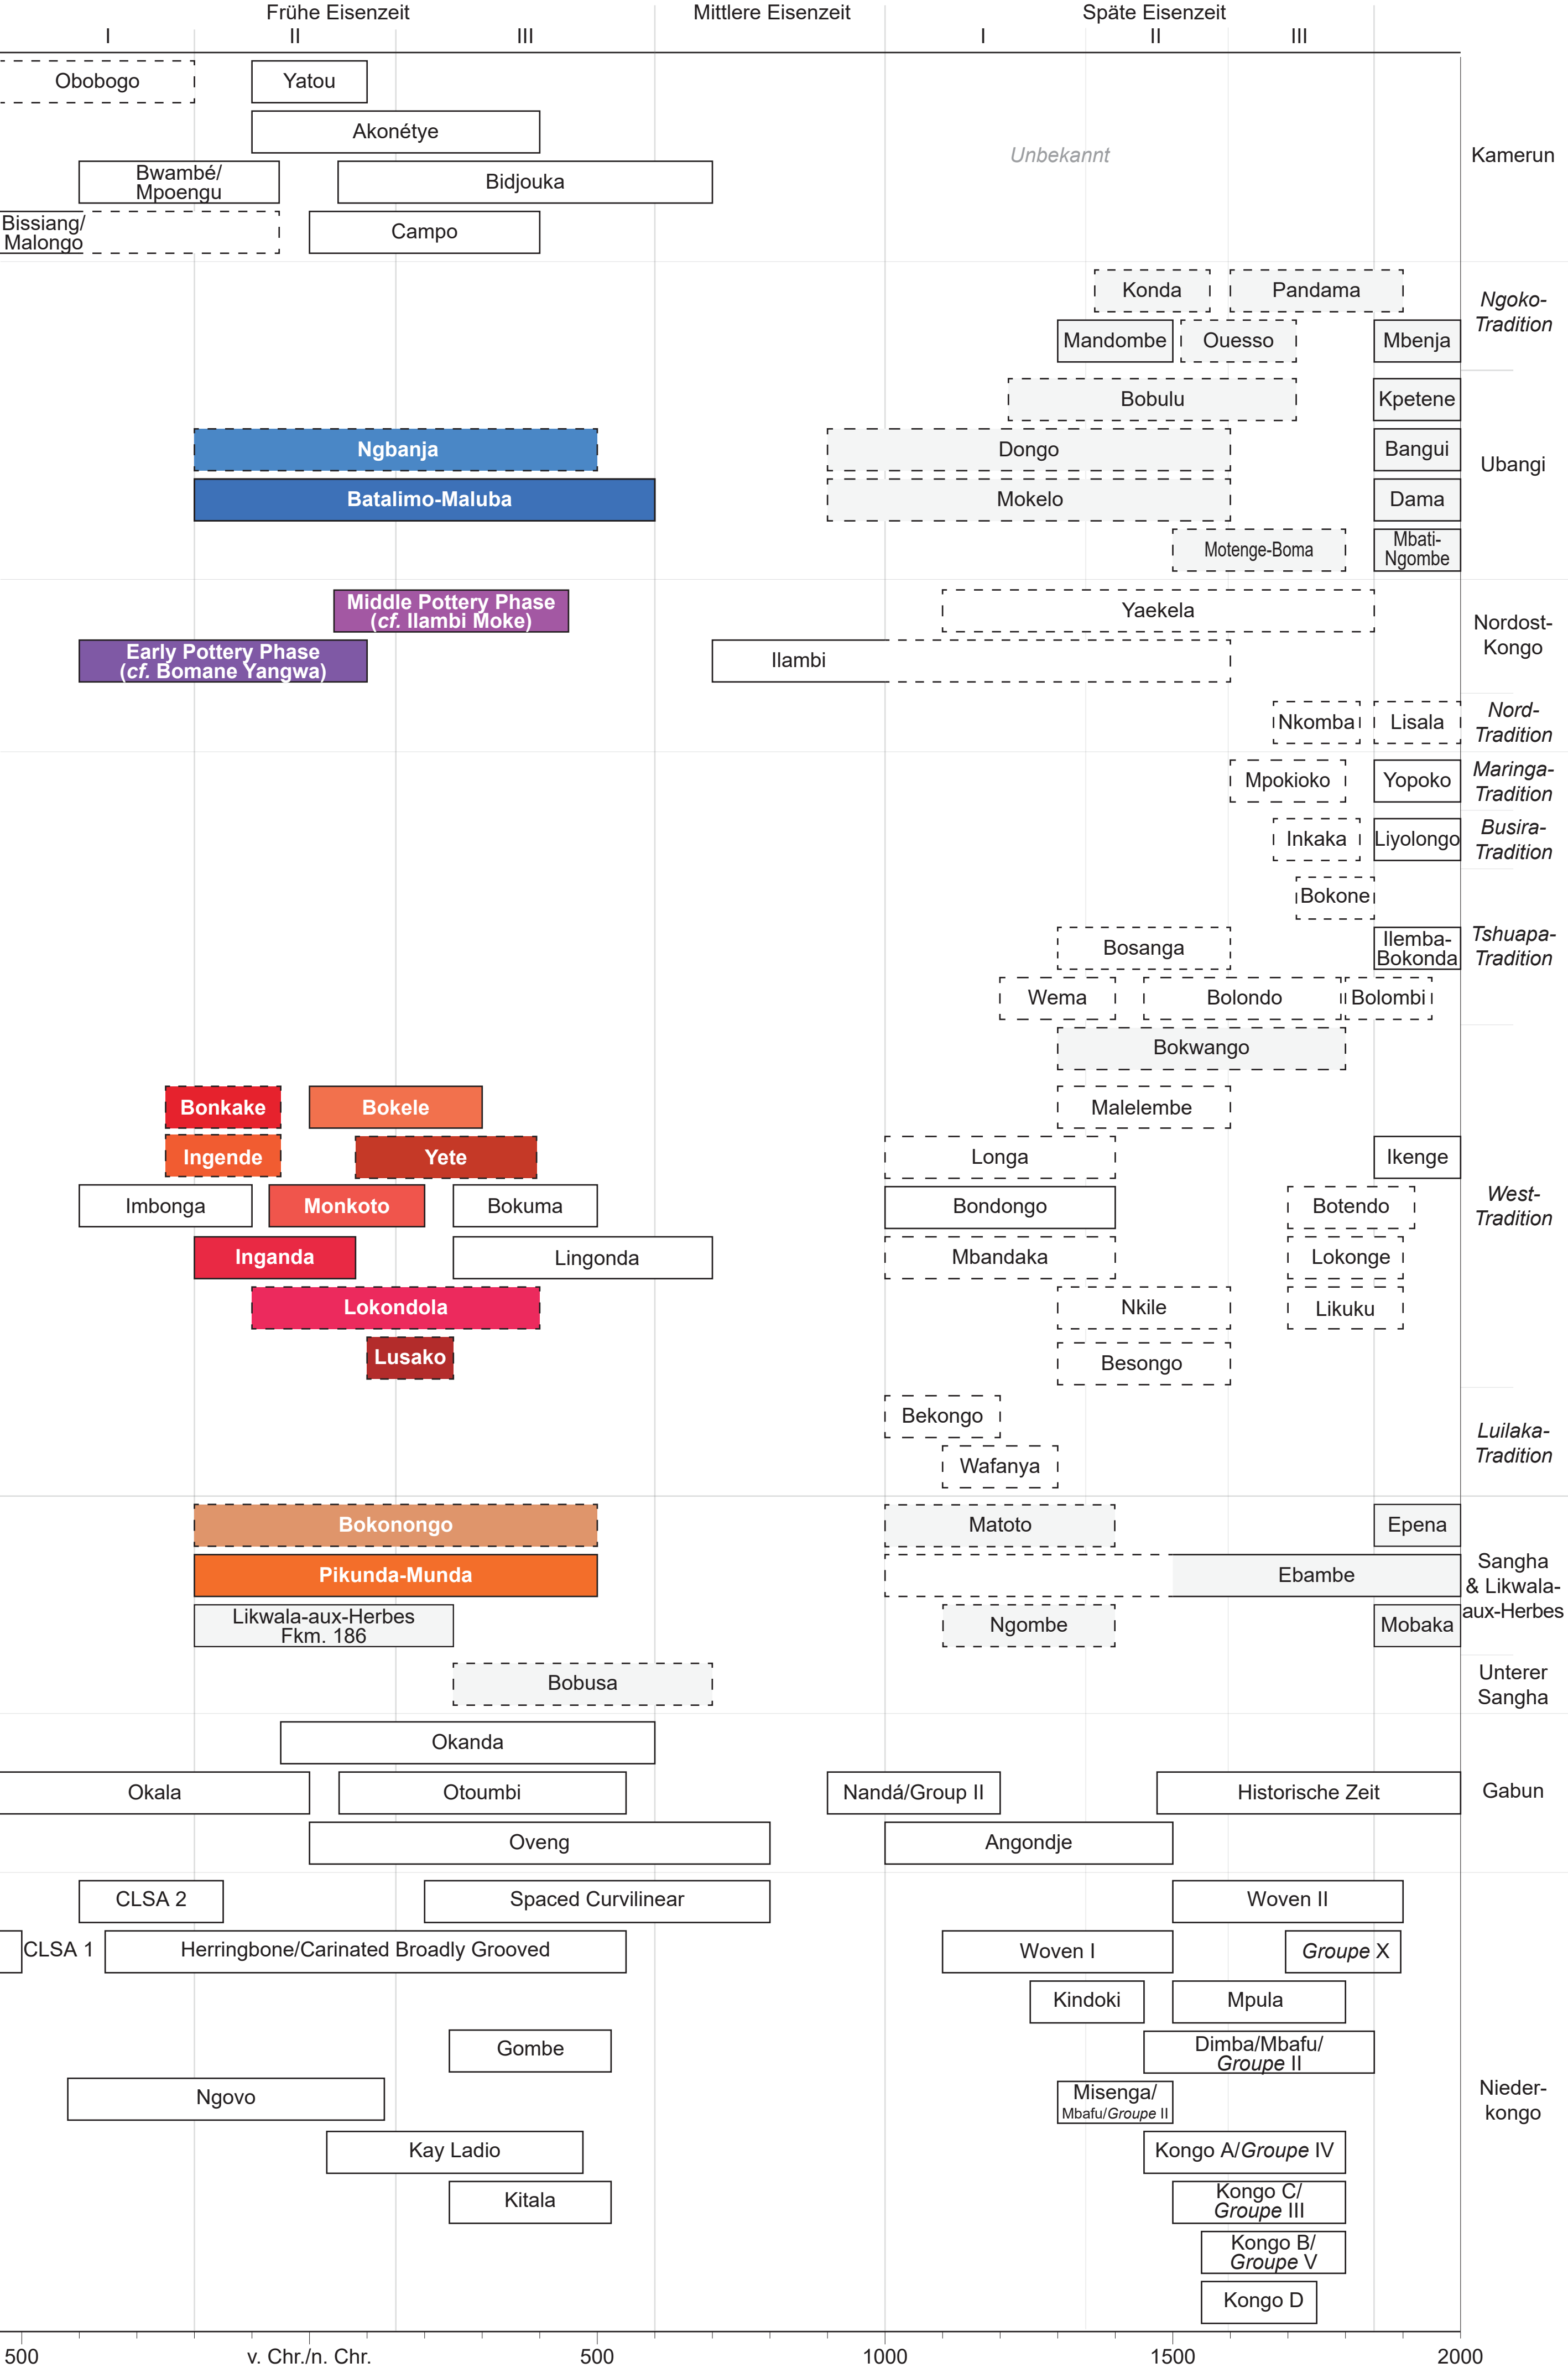 Frühe Eisenzeit
Mittlere Eisenzeit
Späte Eisenzeit
I
II
III
I
II
III
Obobogo
Yatou
Akonétye
Unbekannt
Kamerun
Bwambé/
Mpoengu
Bidjouka
Bissiang/
Malongo
Campo
Konda
Pandama
Ngoko-
Tradition
Mandombe
Ouesso
Mbenja
Bobulu
Kpetene
Ngbanja
Dongo
Bangui
Ubangi
Batalimo-Maluba
Mokelo
Dama
Motenge-Boma
Mbati-
Ngombe
Middle Pottery Phase
(cf. Ilambi Moke)
Yaekela
Nordost-
Kongo
Early Pottery Phase
(cf. Bomane Yangwa)
Ilambi
Nkomba
Lisala
Nord-
Tradition
Mpokioko
Yopoko
Maringa-
Tradition
Inkaka
Liyolongo
Busira-
Tradition
Bokone
Bosanga
Ilemba-
Bokonda
Tshuapa-
Tradition
Wema
Bolondo
Bolombi
Bokwango
Bonkake
Bokele
Malelembe
Ingende
Yete
Longa
Ikenge
Imbonga
Monkoto
Bokuma
Bondongo
Botendo
West-
Tradition
Inganda
Lingonda
Mbandaka
Lokonge
Lokondola
Nkile
Likuku
Lusako
Besongo
Bekongo
Luilaka-
Tradition
Wafanya
Bokonongo
Matoto
Epena
Pikunda-Munda
Ebambe
Sangha
& Likwala-
aux-Herbes
Likwala-aux-Herbes
Fkm. 186
Ngombe
Mobaka
Bobusa
Unterer
Sangha
Okanda
Okala
Otoumbi
Nandá/Group II
Historische Zeit
Gabun
Oveng
Angondje
CLSA 2
Spaced Curvilinear
Woven II
CLSA 1
Herringbone/Carinated Broadly Grooved
Woven I
Groupe X
Kindoki
Mpula
Gombe
Dimba/Mbafu/
Groupe II
Ngovo
Misenga/
Mbafu/Groupe II
Nieder-
kongo
Kay Ladio
Kongo A/Groupe IV
Kitala
Kongo C/
Groupe III
Kongo B/
Groupe V
Kongo D
500
v. Chr./n. Chr.
500
1000
1500
2000